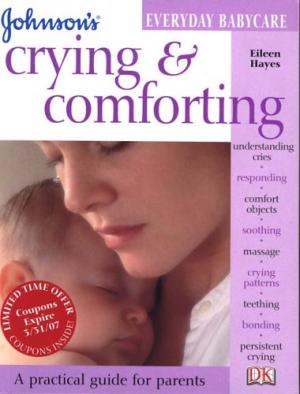 Johnson's
EVERYDAY BABYCARE
crying &
comforting
Eileen
Hayes
understanding
cries
responding
comfort
objects
soothing
massage
crying
patterns
teething
bonding
persistent
crying
LIMITED TIME OFFER
Coupons
Expire
5/31/07
COUPONS INSIDE!
A practical guide for parents
DK